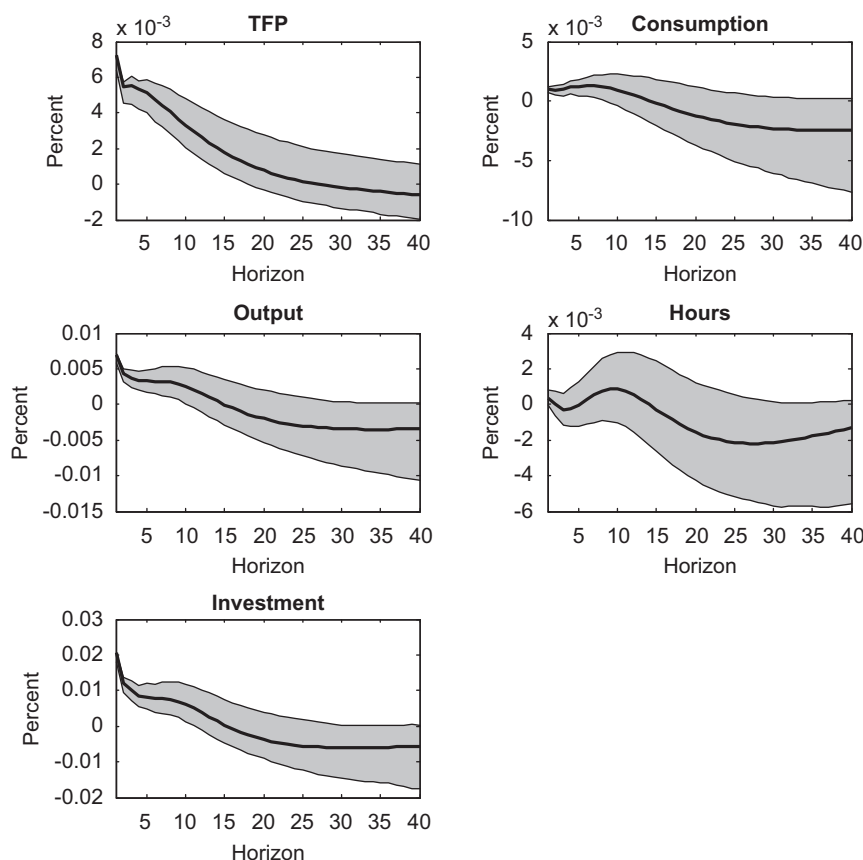 TFP
x 10⁻³
8
6
4
2
0
-2
Percent
5 10 15 20 25 30 35 40
Horizon
Consumption
x 10⁻³
5
0
-5
-10
Percent
5 10 15 20 25 30 35 40
Horizon
Output
0.01
0.005
0
-0.005
-0.01
-0.015
Percent
5 10 15 20 25 30 35 40
Horizon
Hours
x 10⁻³
4
2
0
-2
-4
-6
Percent
5 10 15 20 25 30 35 40
Horizon
Investment
0.03
0.02
0.01
0
-0.01
-0.02
Percent
5 10 15 20 25 30 35 40
Horizon